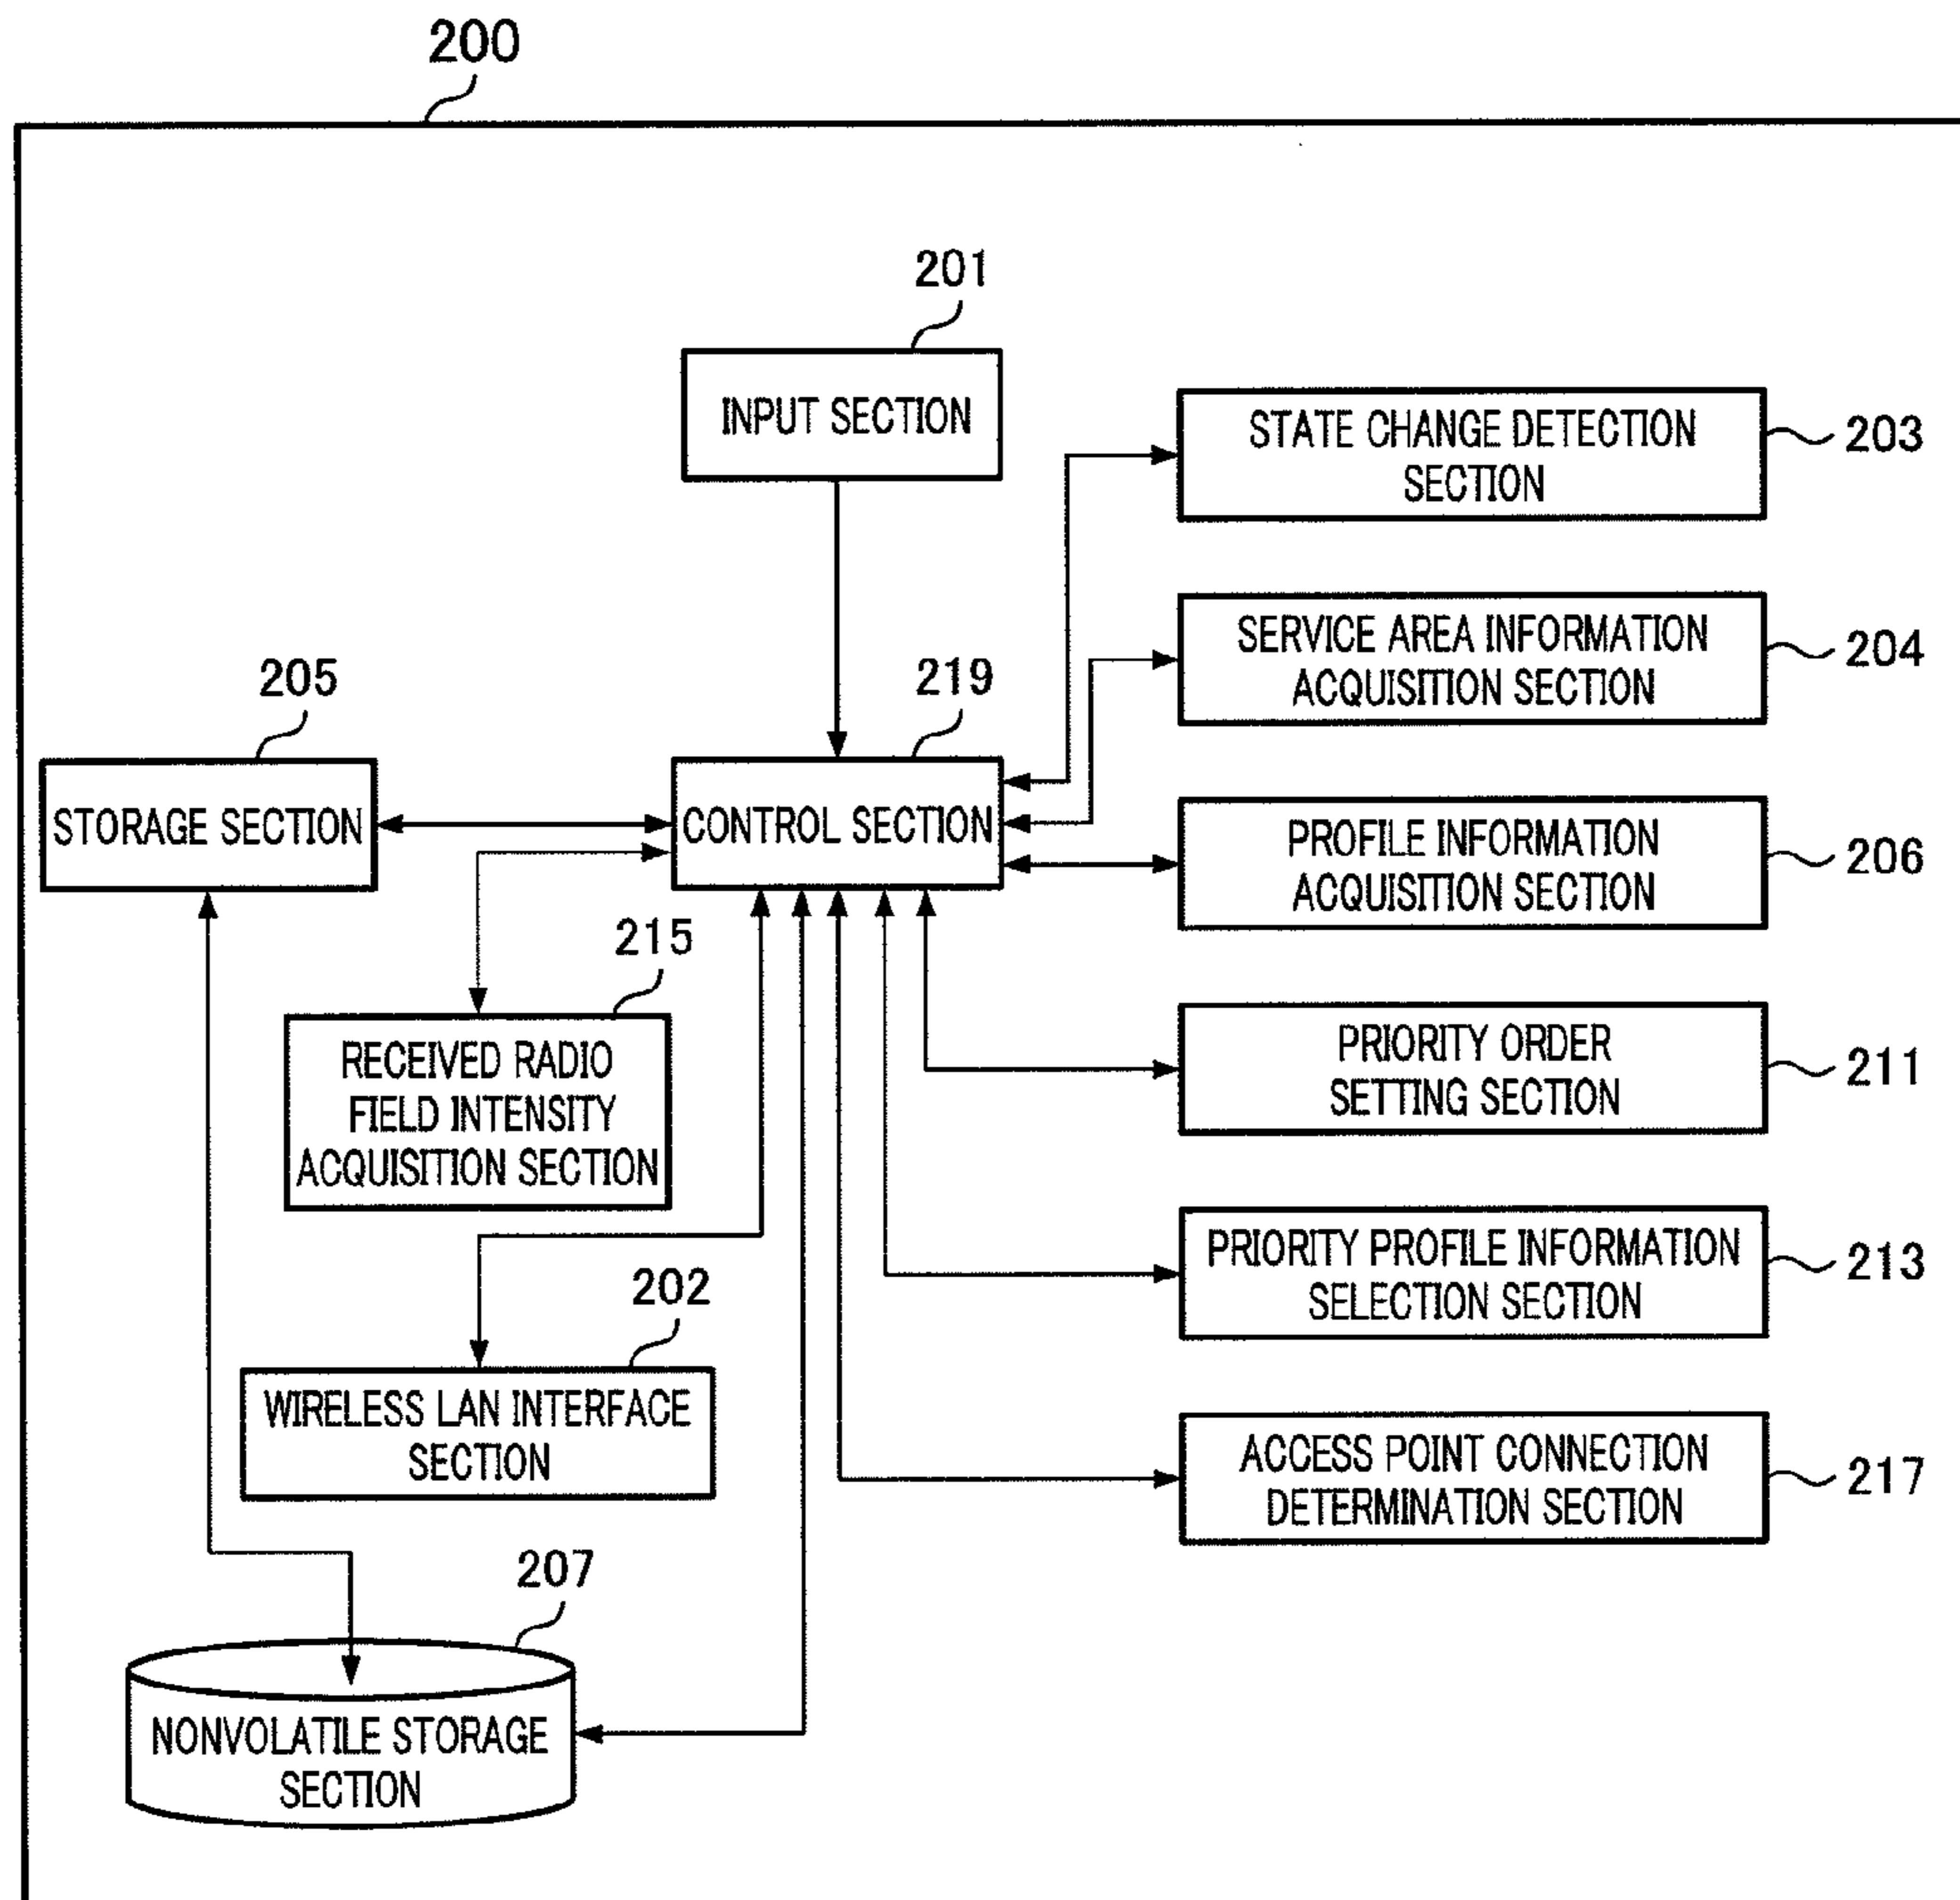 200
201
INPUT SECTION
STATE CHANGE DETECTION
SECTION
203
SERVICE AREA INFORMATION
ACQUISITION SECTION
204
205
STORAGE SECTION
219
CONTROL SECTION
PROFILE INFORMATION
ACQUISITION SECTION
206
215
RECEIVED RADIO
FIELD INTENSITY
ACQUISITION SECTION
PRIORITY ORDER
SETTING SECTION
211
PRIORITY PROFILE INFORMATION
SELECTION SECTION
213
202
WIRELESS LAN INTERFACE
SECTION
ACCESS POINT CONNECTION
DETERMINATION SECTION
217
207
NONVOLATILE STORAGE
SECTION